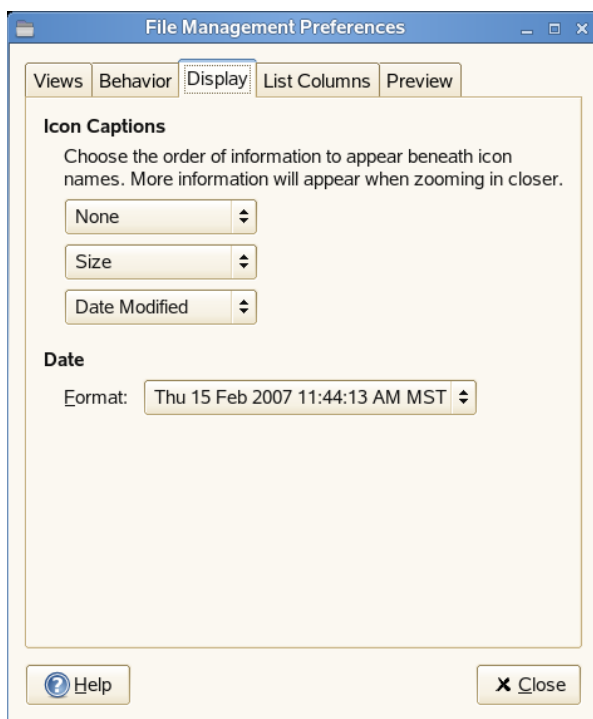 File Management Preferences
Views Behavior Display List Columns Preview
Icon Captions
Choose the order of information to appear beneath icon
names. More information will appear when zooming in closer.
None
Size
Date Modified
Date
Format: Thu 15 Feb 2007 11:44:13 AM MST
Help Close